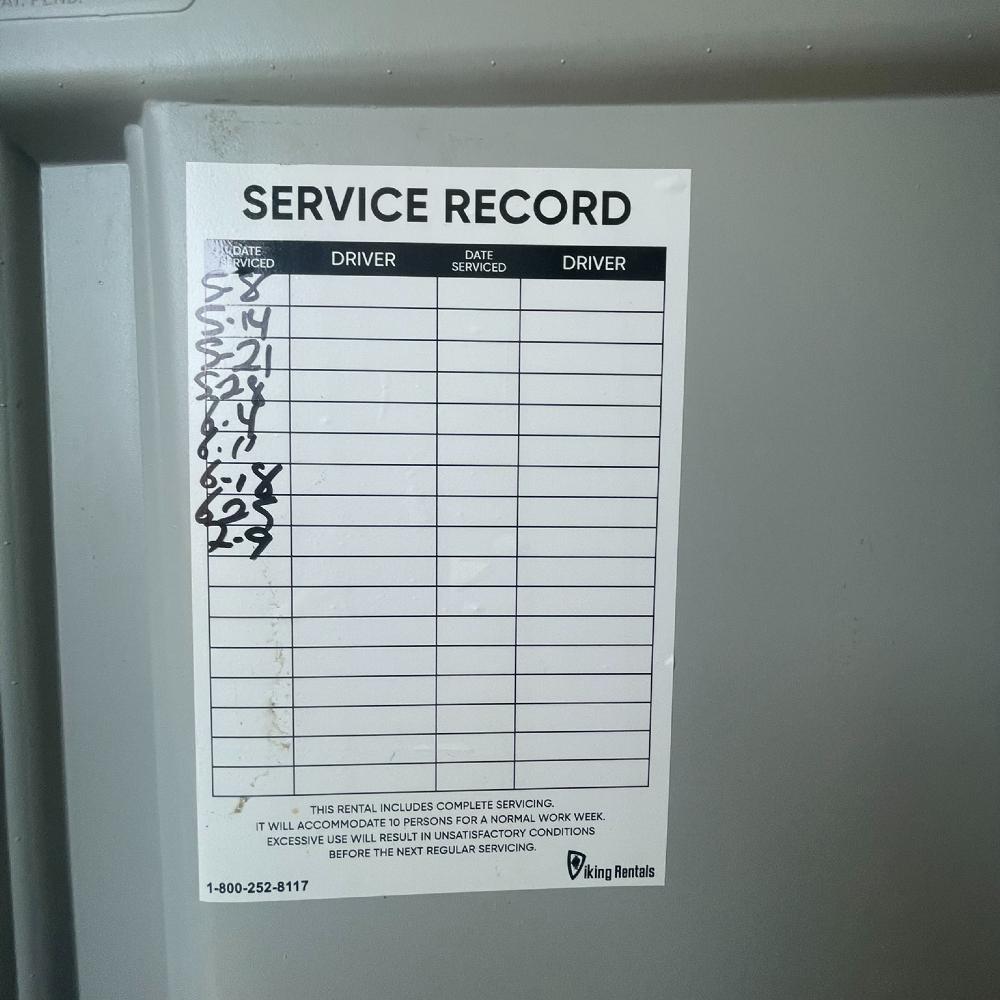 AT. PEND.
SERVICE RECORD
DATE SERVICED DRIVER DATE SERVICED DRIVER
5-8
5-14
5-21
5-28
6-4
6-11
6-18
6-25
7-9
THIS RENTAL INCLUDES COMPLETE SERVICING.
IT WILL ACCOMMODATE 10 PERSONS FOR A NORMAL WORK WEEK.
EXCESSIVE USE WILL RESULT IN UNSATISFACTORY CONDITIONS
BEFORE THE NEXT REGULAR SERVICING.
Viking Rentals
1-800-252-8117